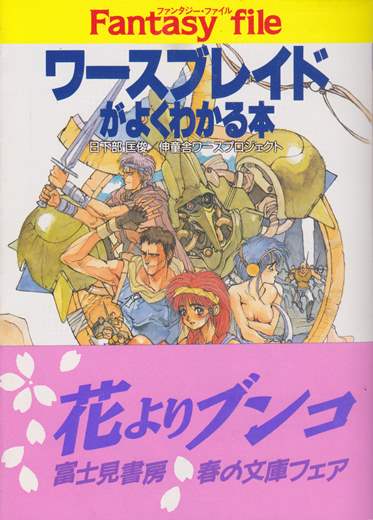 ファンタジー・ファイル
Fantasy file
ワースブレイド
がよくわかる本
日下部匡俊・伸童舎ワースプロジェクト
花よりブンコ
富士見書房 春の文庫フェア